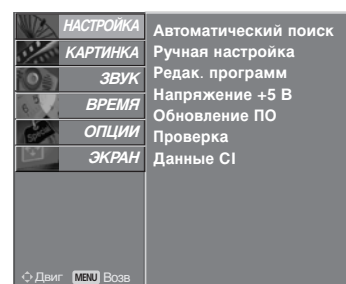 НАСТРОЙКА
КАРТИНКА
ЗВУК
ВРЕМЯ
ОПЦИИ
ЭКРАН
Автоматический поиск
Ручная настройка
Редак. программ
Напряжение +5 В
Обновление ПО
Проверка
Данные CI
Двиг MENU Возв